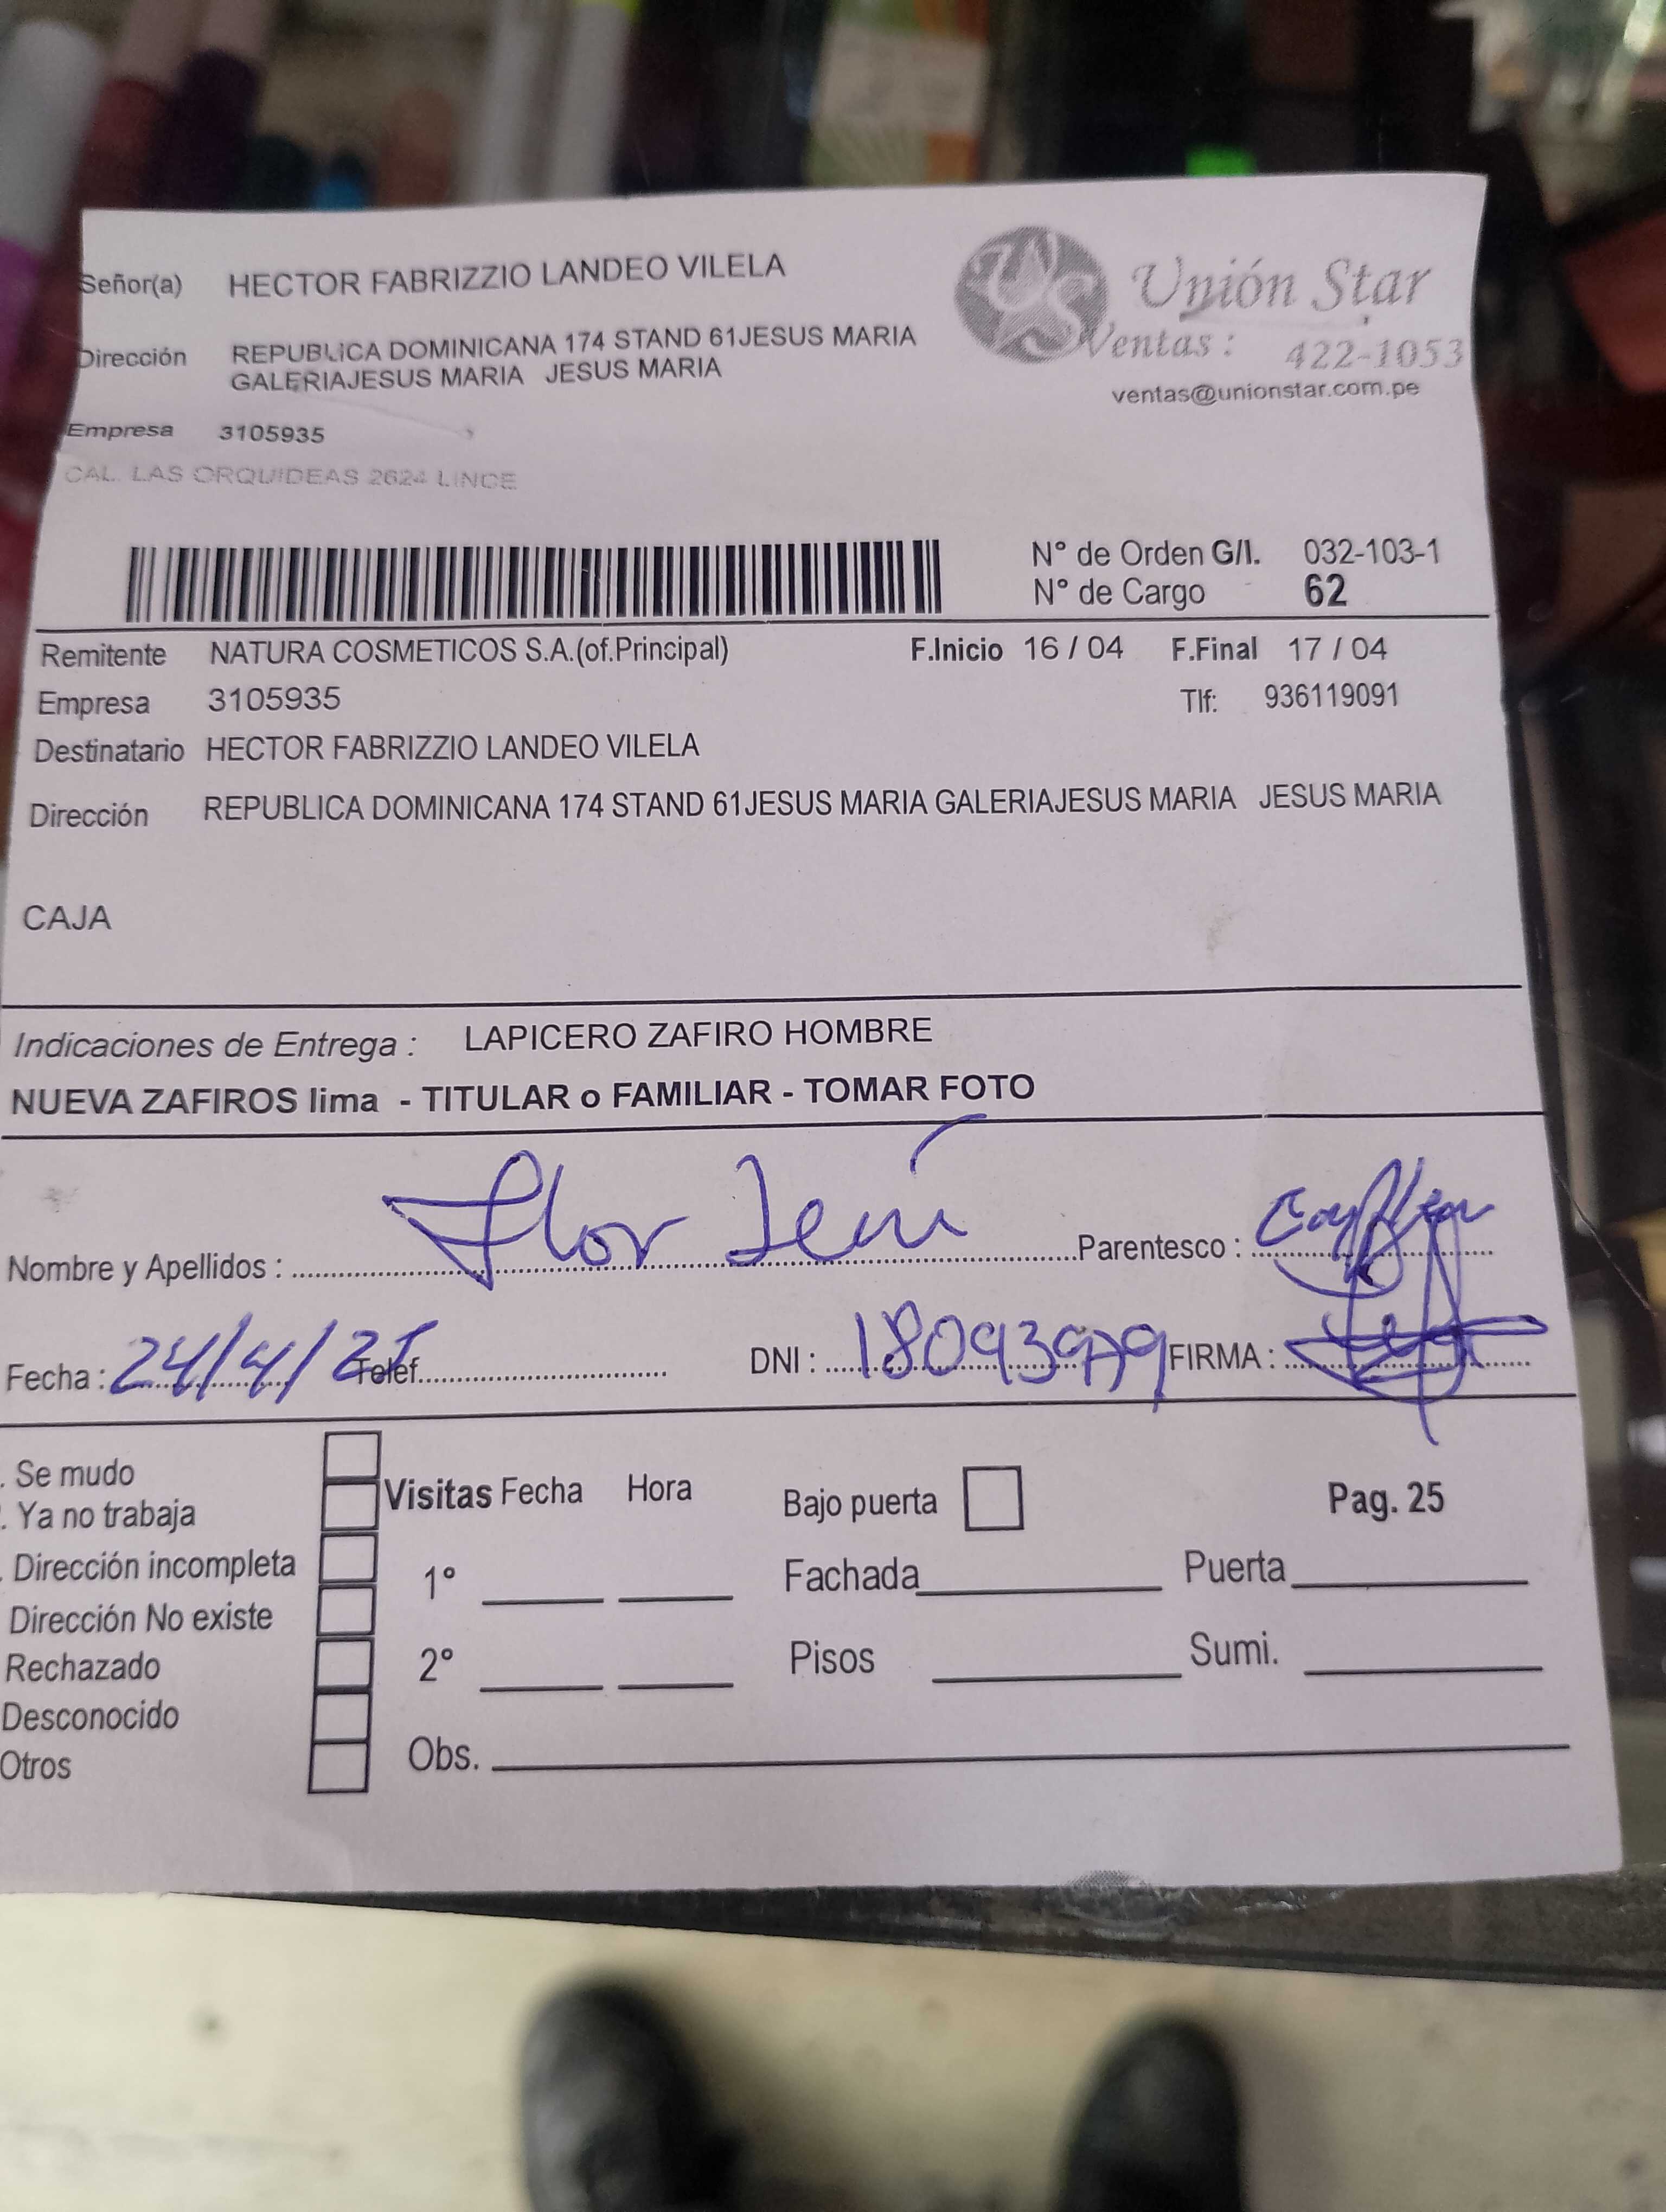 Señor(a) HECTOR FABRIZZIO LANDEO VILELA
Unión Star
Dirección REPUBLICA DOMINICANA 174 STAND 61JESUS MARIA
GALERIAJESUS MARIA JESUS MARIA
Ventas : 422-1053
ventas@unionstar.com.pe
Empresa 3105935
CAL. LAS ORQUIDEAS 2624 LINCE
N° de Orden G/I. 032-103-1
N° de Cargo 62
Remitente NATURA COSMETICOS S.A.(of.Principal) F.Inicio 16 / 04 F.Final 17 / 04
Empresa 3105935 Tlf: 936119091
Destinatario HECTOR FABRIZZIO LANDEO VILELA
Dirección REPUBLICA DOMINICANA 174 STAND 61JESUS MARIA GALERIAJESUS MARIA JESUS MARIA
CAJA
Indicaciones de Entrega : LAPICERO ZAFIRO HOMBRE
NUEVA ZAFIROS lima - TITULAR o FAMILIAR - TOMAR FOTO
Nombre y Apellidos : Flor Parentesco :
Fecha : 24/4/25 Telef. DNI : 18093979 FIRMA :
. Se mudo
. Ya no trabaja
. Dirección incompleta
Dirección No existe
Rechazado
Desconocido
Otros
Visitas Fecha Hora
1°
2°
Obs.
Bajo puerta Pag. 25
Fachada Puerta
Pisos Sumi.